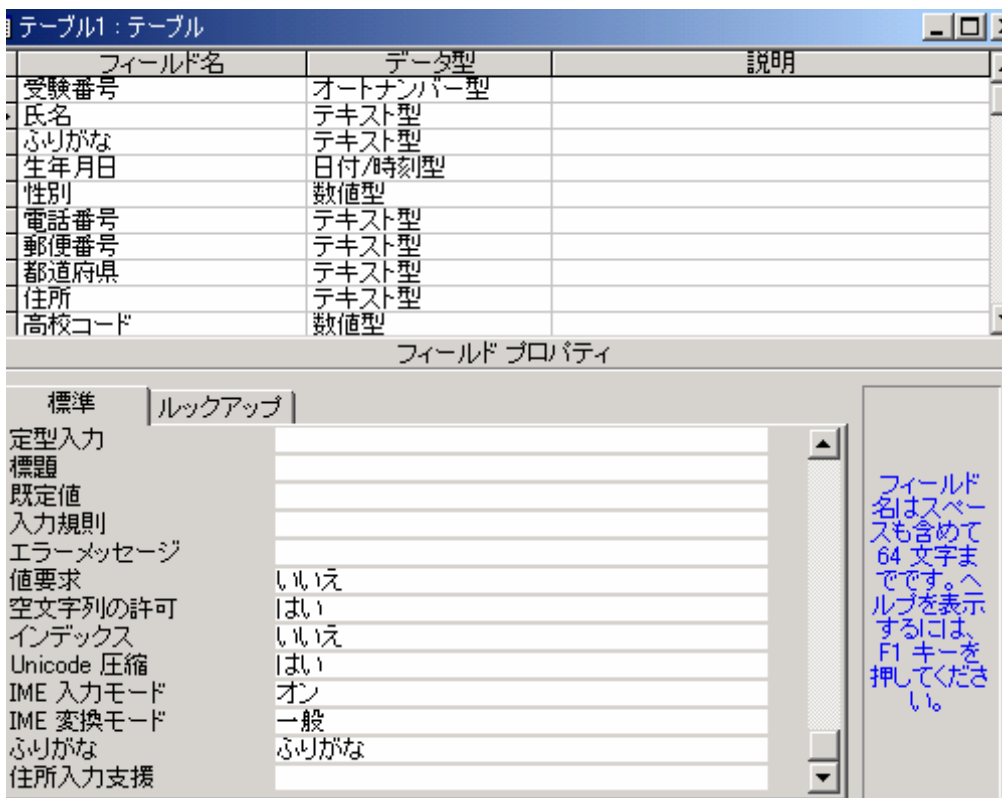 テーブル1 : テーブル
フィールド名 データ型 説明
受験番号 オートナンバー型
氏名 テキスト型
ふりがな テキスト型
生年月日 日付/時刻型
性別 数値型
電話番号 テキスト型
郵便番号 テキスト型
都道府県 テキスト型
住所 テキスト型
高校コード 数値型
フィールド プロパティ
標準 ルックアップ
定型入力
標題
既定値
入力規則
エラーメッセージ
値要求 いいえ
空文字列の許可 はい
インデックス いいえ
Unicode 圧縮 はい
IME 入力モード オン
IME 変換モード 一般
ふりがな ふりがな
住所入力支援
フィールド
名はスペー
スも含めて
64 文字ま
でです。ヘ
ルプを表示
するには、
F1 キーを
押してくださ
い。